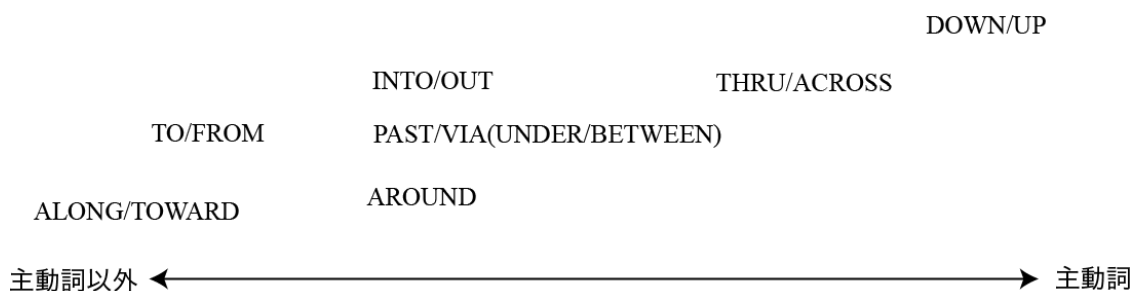 DOWN/UP
INTO/OUT THRU/ACROSS
TO/FROM PAST/VIA(UNDER/BETWEEN)
AROUND
ALONG/TOWARD
主動詞以外 主動詞